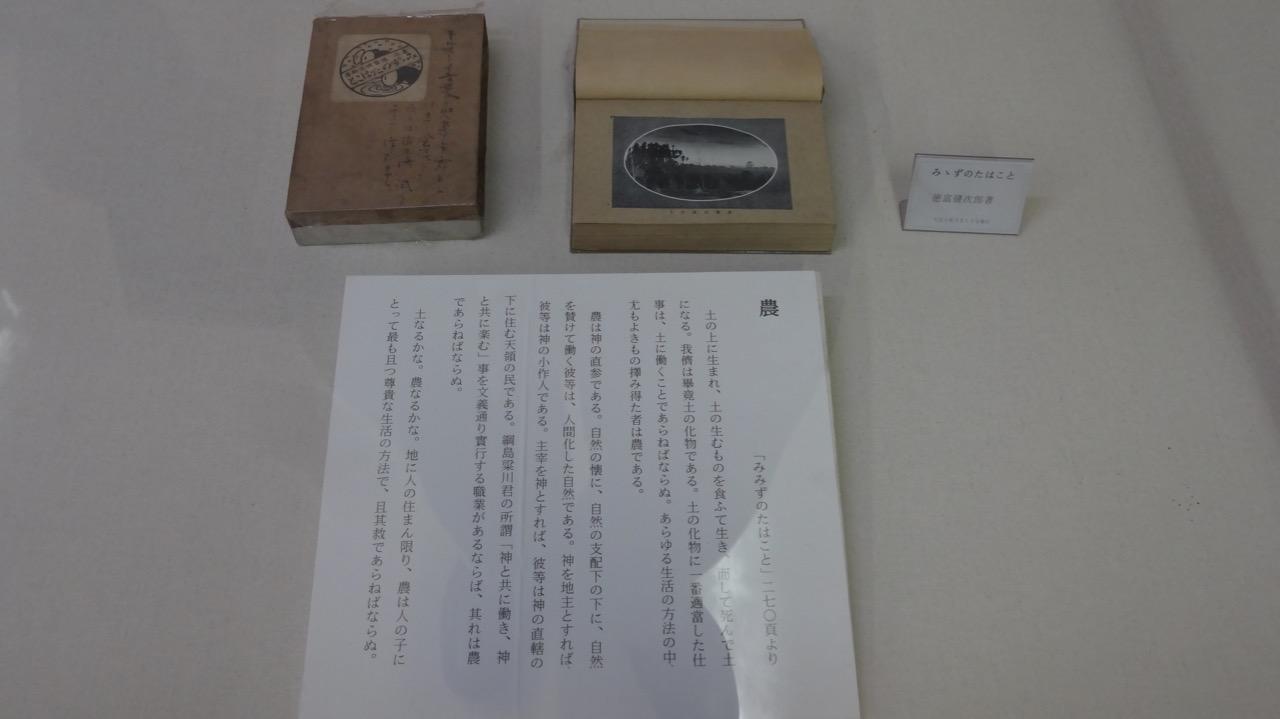 みゝずのたはこと
徳富健次郎著
農
「みみずのたはこと」二七〇頁より
土の上に生まれ、土の生むものを食ふて生き、而して死んで土
になる。我儕は畢竟土の化物である。土の化物に一番適當した仕
事は、土に働くことであらねばならぬ。あらゆる生活の方法の中、
尤もよきもの擇み得た者は農である。
農は神の直参である。自然の懐に、自然の支配下の下に、自然
を賛けて働く彼等は、人間化した自然である。神を地主とすれば、
彼等は神の小作人である。主宰を神とすれば、彼等は神の直轄の
下に住む天領の民である。綱島梁川君の所謂「神と共に働き、神
と共に楽む」事を文義通り實行する職業があるならば、其れは農
であらねばならぬ。
土なるかな。農なるかな。地に人の住まん限り、農は人の子に
とって最も且つ尊貴な生活の方法で、且其救であらねばならぬ。